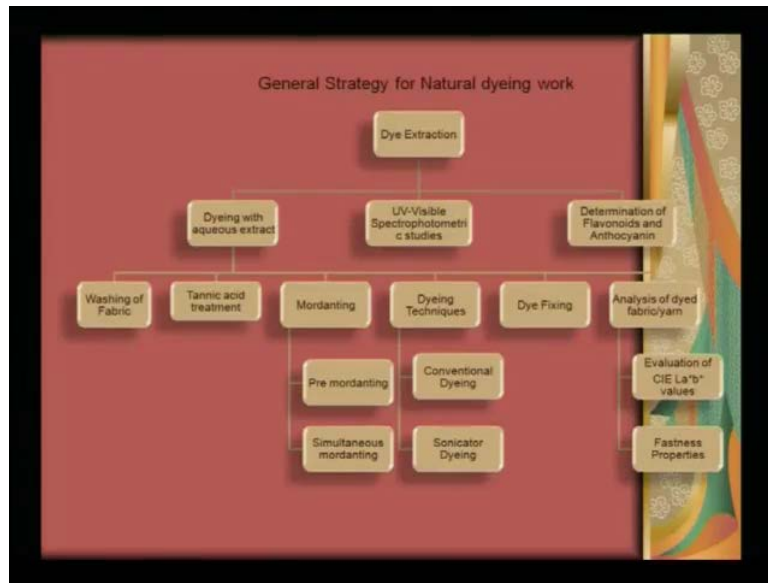 General Strategy for Natural dyeing work
Dye Extraction
Dyeing with
aqueous extract
UV-Visible
Spectrophotometri
c studies
Determination of
Flavonoids and
Anthocyanin
Washing of
Fabric
Tannic acid
treatment
Mordanting
Dyeing
Techniques
Dye Fixing
Analysis of dyed
fabric/yarn
Pre mordanting
Conventional
Dyeing
Evaluation of
CIE La*b*
values
Simultaneous
mordanting
Sonicator
Dyeing
Fastness
Properties